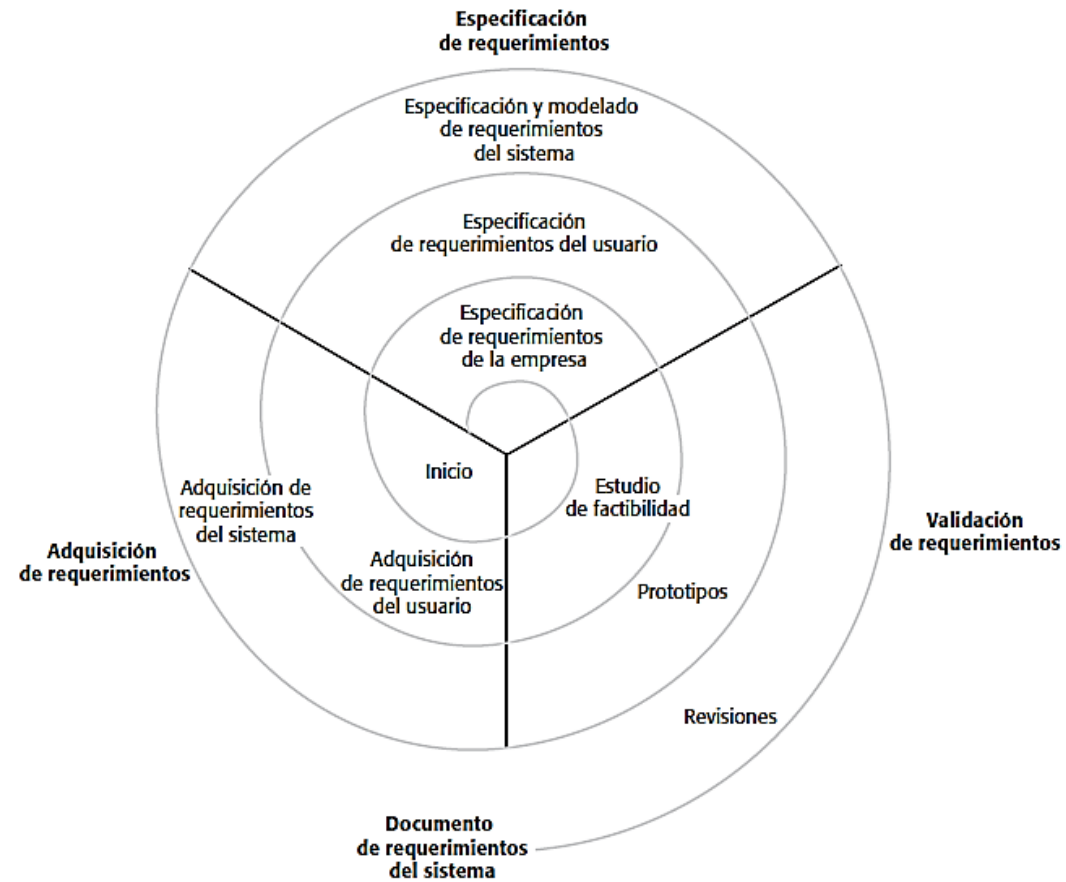 Especificación
de requerimientos
Especificación y modelado
de requerimientos
del sistema
Especificación
de requerimientos del usuario
Especificación
de requerimientos
de la empresa
Inicio
Estudio
de factibilidad
Adquisición de
requerimientos
del sistema
Adquisición
de requerimientos
Validación
de requerimientos
Adquisición
de requerimientos
del usuario
Prototipos
Revisiones
Documento
de requerimientos
del sistema